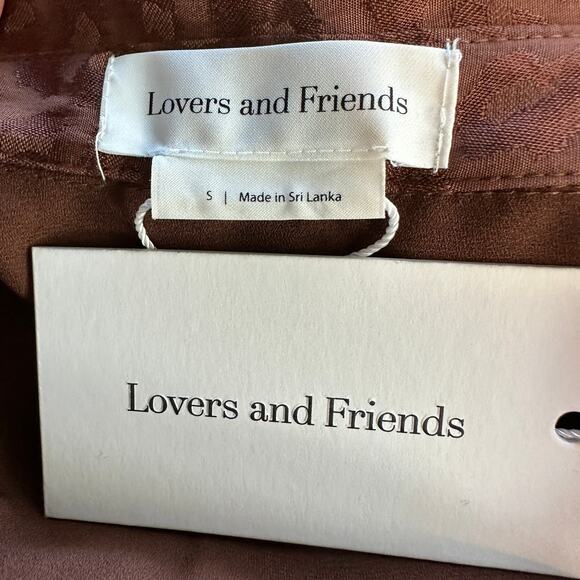 Lovers and Friends
S | Made in Sri Lanka
Lovers and Friends